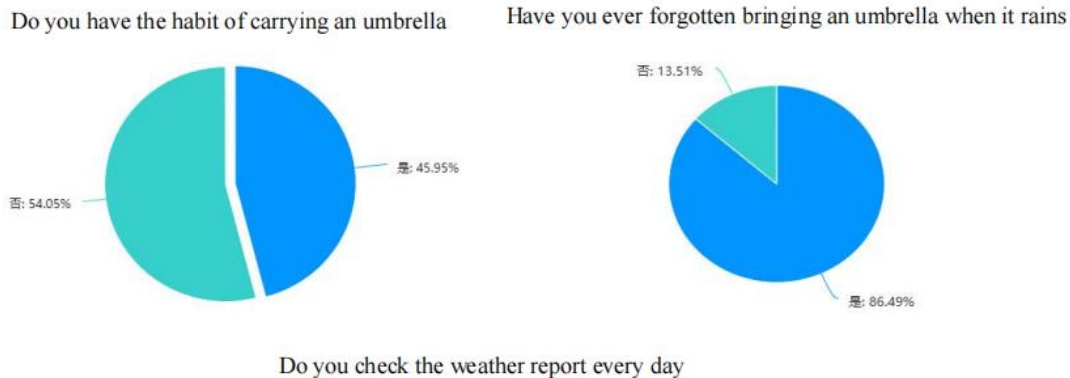 Do you have the habit of carrying an umbrella
Have you ever forgotten bringing an umbrella when it rains
否: 54.05%
是: 45.95%
否: 13.51%
是: 86.49%
Do you check the weather report every day